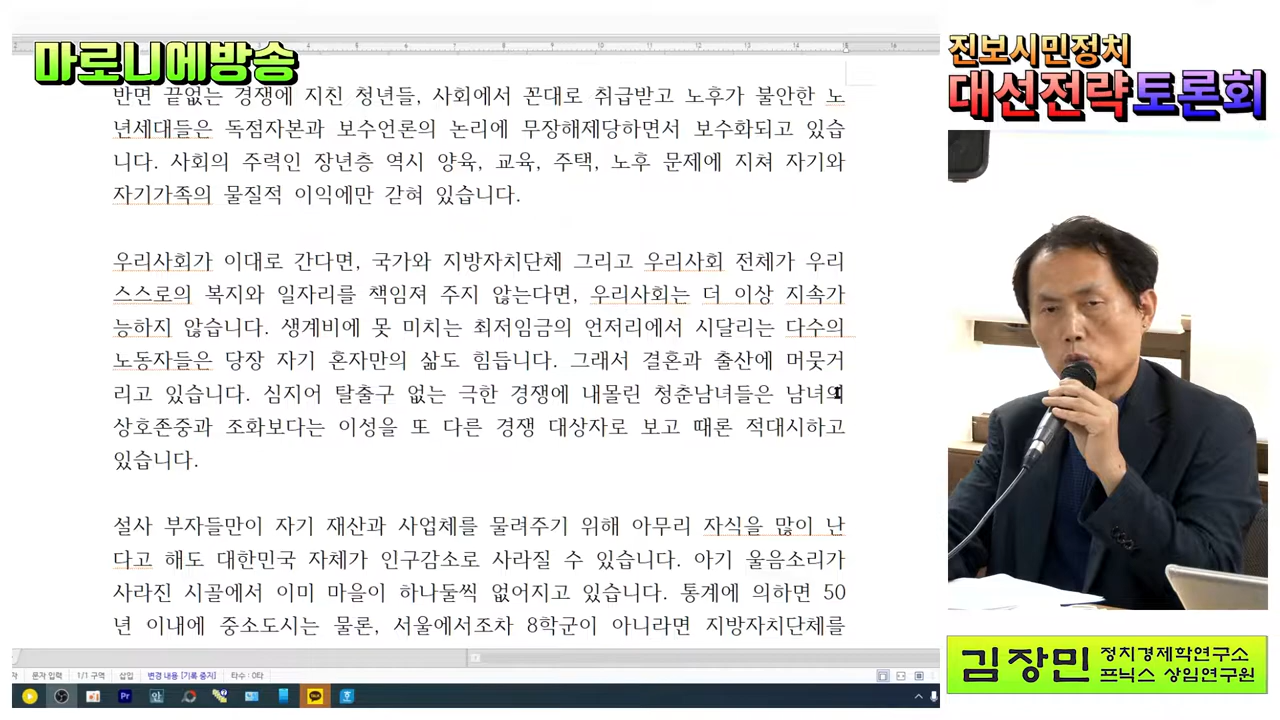 마로니에방송
반면 끝없는 경쟁에 지친 청년들, 사회에서 꼰대로 취급받고 노후가 불안한 노
년세대들은 독점자본과 보수언론의 논리에 무장해제당하면서 보수화되고 있습
니다. 사회의 주력인 장년층 역시 양육, 교육, 주택, 노후 문제에 지쳐 자기와
자기가족의 물질적 이익에만 갇혀 있습니다.
우리사회가 이대로 간다면, 국가와 지방자치단체 그리고 우리사회 전체가 우리
스스로의 복지와 일자리를 책임져 주지 않는다면, 우리사회는 더 이상 지속가
능하지 않습니다. 생계비에 못 미치는 최저임금의 언저리에서 시달리는 다수의
노동자들은 당장 자기 혼자만의 삶도 힘듭니다. 그래서 결혼과 출산에 머뭇거
리고 있습니다. 심지어 탈출구 없는 극한 경쟁에 내몰린 청춘남녀들은 남녀의
상호존중과 조화보다는 이성을 또 다른 경쟁 대상자로 보고 때론 적대시하고
있습니다.
설사 부자들만이 자기 재산과 사업체를 물려주기 위해 아무리 자식을 많이 난
다고 해도 대한민국 자체가 인구감소로 사라질 수 있습니다. 아기 울음소리가
사라진 시골에서 이미 마을이 하나둘씩 없어지고 있습니다. 통계에 의하면 50
년 이내에 중소도시는 물론, 서울에서조차 8학군이 아니라면 지방자치단체를
문자 입력 1/1 구역 삽입 변경 내용 [기록 중지] 타수 : 0타
진보시민정치
대선전략토론회
김장민
정치경제학연구소
프닉스 상임연구원